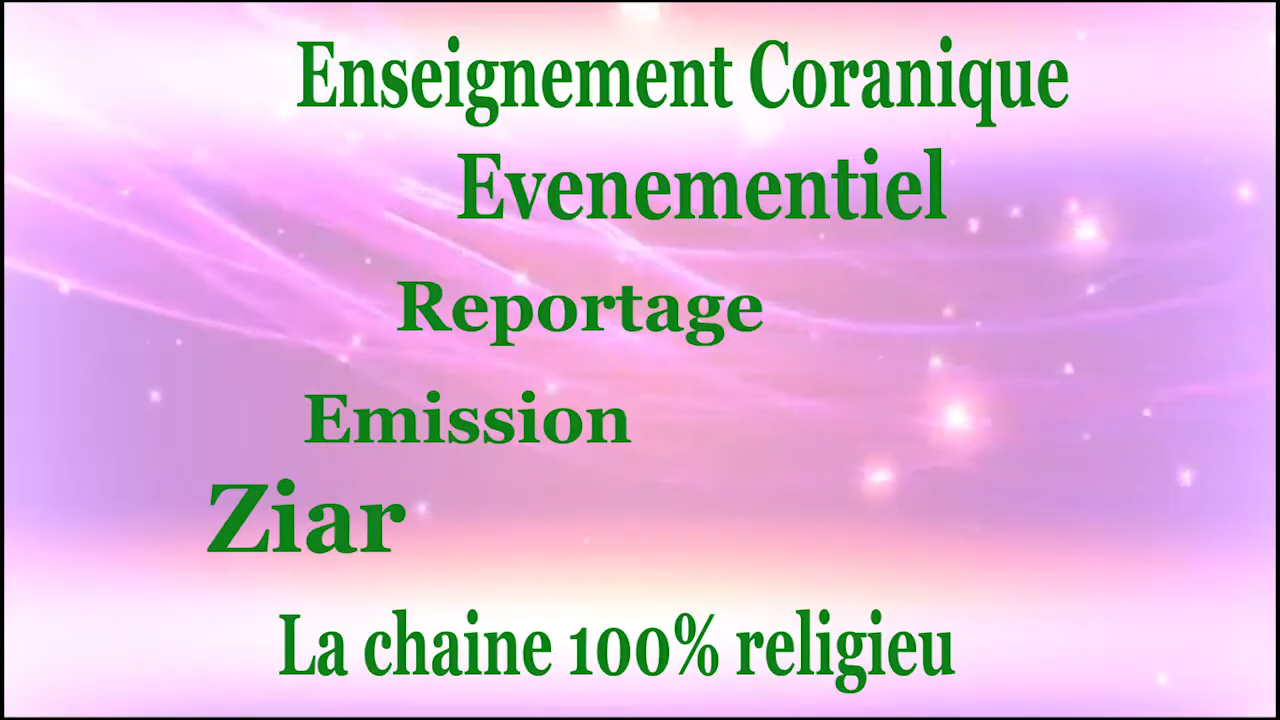 Enseignement Coranique
Evenementiel
Reportage
Emission
Ziar
La chaine 100% religieu